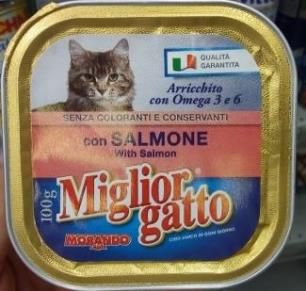 QUALITÀ
GARANTITA
Arricchito
con Omega 3 e 6
SENZA COLORANTI E CONSERVANTI
con SALMONE
With Salmon
100g
Miglior
gatto
MORANDO